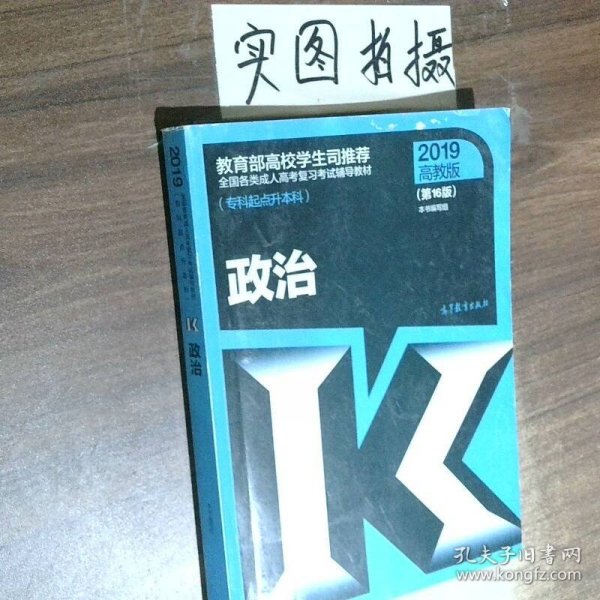 实图拍摄
教育部高校学生司推荐
全国各类成人高考复习考试辅导教材
（专科起点升本科）
2019
高教版
（第16版）
本书编写组
政治
高等教育出版社
2019
政治
孔夫子旧书网
www.kongfz.com